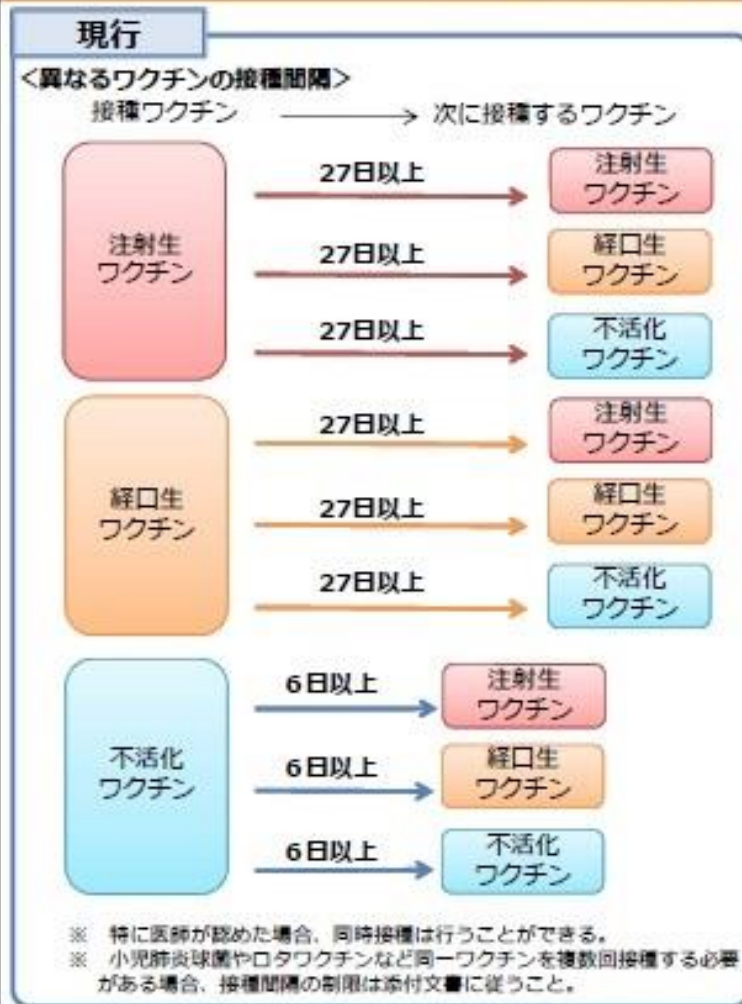 現行
<異なるワクチンの接種間隔>
接種ワクチン → 次に接種するワクチン
注射生
ワクチン
27日以上
注射生
ワクチン
27日以上
経口生
ワクチン
27日以上
不活化
ワクチン
経口生
ワクチン
27日以上
注射生
ワクチン
27日以上
経口生
ワクチン
27日以上
不活化
ワクチン
不活化
ワクチン
6日以上
注射生
ワクチン
6日以上
経口生
ワクチン
6日以上
不活化
ワクチン
※ 特に医師が認めた場合、同時接種は行うことができる。
※ 小児肺炎球菌やロタワクチンなど同一ワクチンを複数回接種する必要
がある場合、接種間隔の制限は添付文書に従うこと。